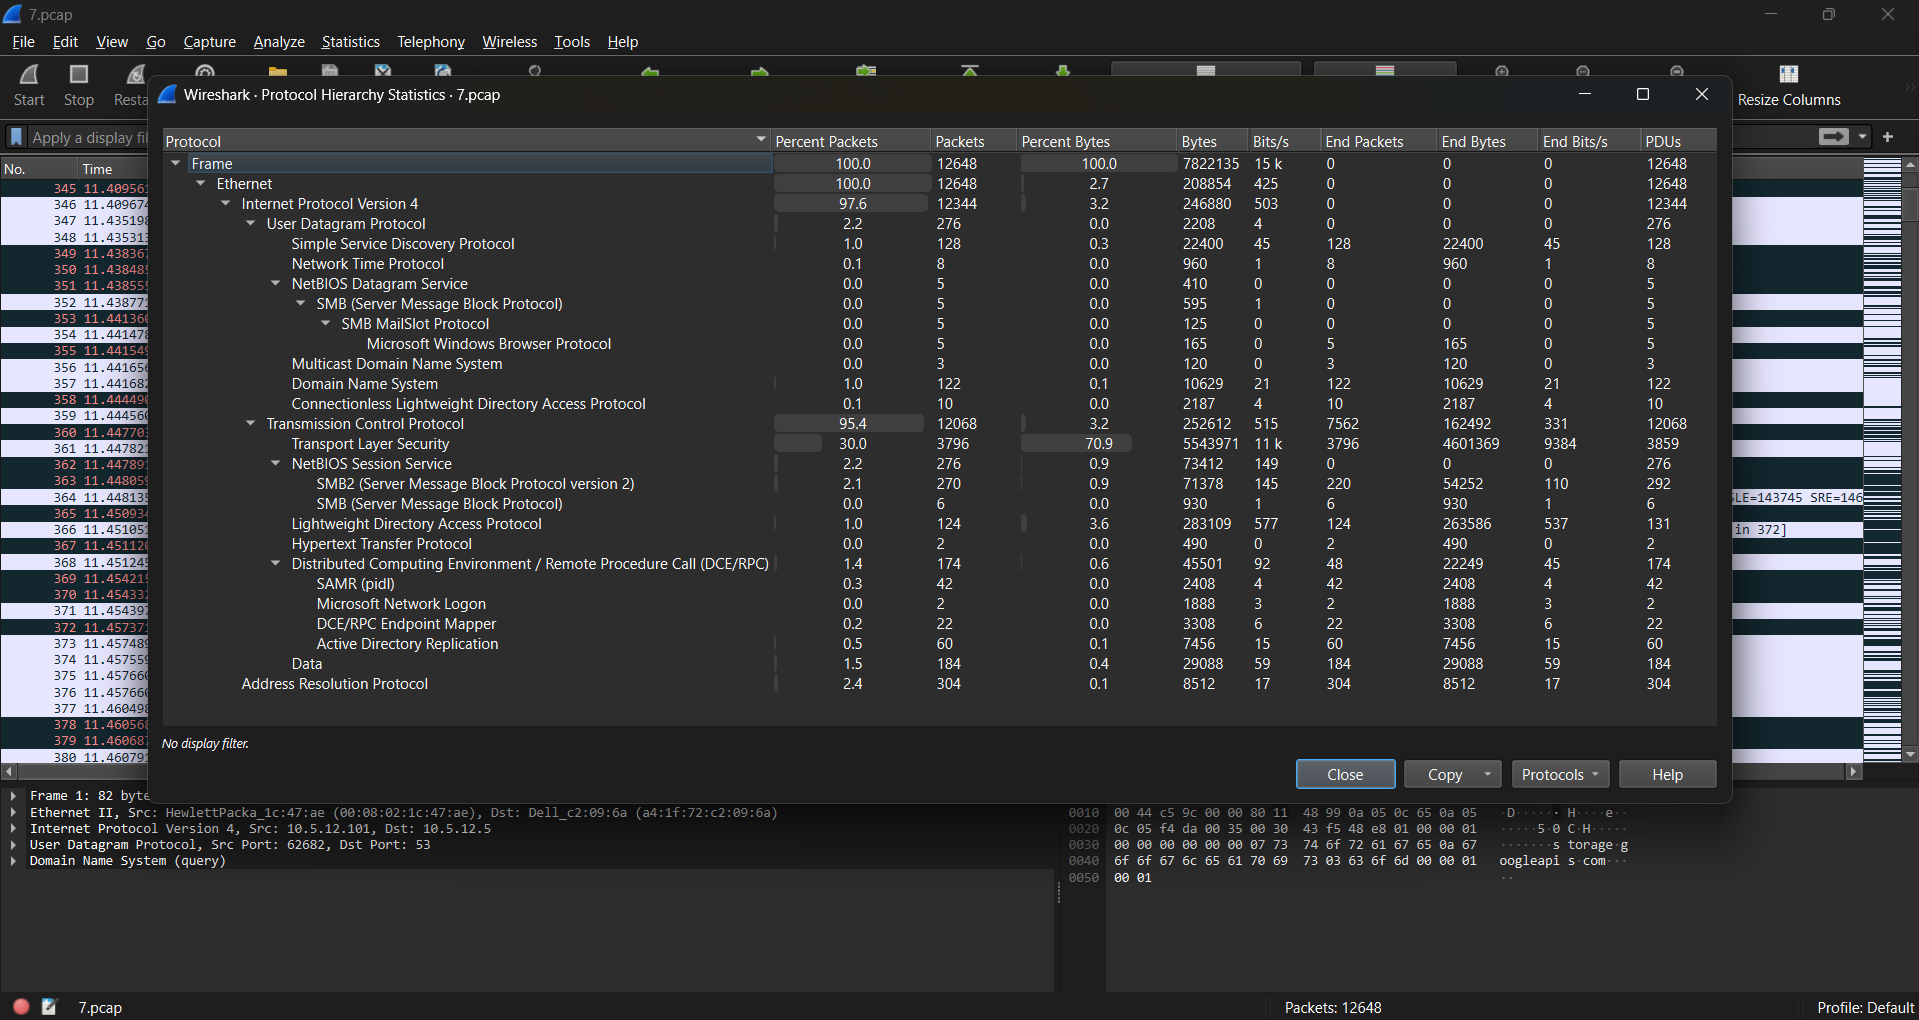 7.pcap
File Edit View Go Capture Analyze Statistics Telephony Wireless Tools Help
Start Stop Resta Resize Columns
Wireshark · Protocol Hierarchy Statistics · 7.pcap
Apply a display fil
No. Time
Protocol Percent Packets Packets Percent Bytes Bytes Bits/s End Packets End Bytes End Bits/s PDUs
Frame 100.0 12648 100.0 7822135 15 k 0 0 0 12648
Ethernet 100.0 12648 2.7 208854 425 0 0 0 12648
Internet Protocol Version 4 97.6 12344 3.2 246880 503 0 0 0 12344
User Datagram Protocol 2.2 276 0.0 2208 4 0 0 0 276
Simple Service Discovery Protocol 1.0 128 0.3 22400 45 128 22400 45 128
Network Time Protocol 0.1 8 0.0 960 1 8 960 1 8
NetBIOS Datagram Service 0.0 5 0.0 410 0 0 0 0 5
SMB (Server Message Block Protocol) 0.0 5 0.0 595 1 0 0 0 5
SMB MailSlot Protocol 0.0 5 0.0 125 0 0 0 0 5
Microsoft Windows Browser Protocol 0.0 5 0.0 165 0 5 165 0 5
Multicast Domain Name System 0.0 3 0.0 120 0 3 120 0 3
Domain Name System 1.0 122 0.1 10629 21 122 10629 21 122
Connectionless Lightweight Directory Access Protocol 0.1 10 0.0 2187 4 10 2187 4 10
Transmission Control Protocol 95.4 12068 3.2 252612 515 7562 162492 331 12068
Transport Layer Security 30.0 3796 70.9 5543971 11 k 3796 4601369 9384 3859
NetBIOS Session Service 2.2 276 0.9 73412 149 0 0 0 276
SMB2 (Server Message Block Protocol version 2) 2.1 270 0.9 71378 145 220 54252 110 292
SMB (Server Message Block Protocol) 0.0 6 0.0 930 1 6 930 1 6
Lightweight Directory Access Protocol 1.0 124 3.6 283109 577 124 263586 537 131
Hypertext Transfer Protocol 0.0 2 0.0 490 0 2 490 0 2
Distributed Computing Environment / Remote Procedure Call (DCE/RPC) 1.4 174 0.6 45501 92 48 22249 45 174
SAMR (pidl) 0.3 42 0.0 2408 4 42 2408 4 42
Microsoft Network Logon 0.0 2 0.0 1888 3 2 1888 3 2
DCE/RPC Endpoint Mapper 0.2 22 0.0 3308 6 22 3308 6 22
Active Directory Replication 0.5 60 0.1 7456 15 60 7456 15 60
Data 1.5 184 0.4 29088 59 184 29088 59 184
Address Resolution Protocol 2.4 304 0.1 8512 17 304 8512 17 304
No display filter.
Close Copy Protocols Help
345 11.40956
346 11.40967
347 11.43519
348 11.43531
349 11.43836
350 11.43848
351 11.43855
352 11.43877
353 11.44136
354 11.44147
355 11.44154
356 11.44165
357 11.44168
358 11.44449
359 11.44456
360 11.44770
361 11.44782
362 11.44789
363 11.44805
364 11.44813
365 11.45093
366 11.45105
367 11.45112
368 11.45124
369 11.45421
370 11.45433
371 11.45439
372 11.45737
373 11.45748
374 11.45755
375 11.45766
376 11.45766
377 11.46049
378 11.46056
379 11.46068
380 11.46079
LE=143745 SRE=146
in 372]
Frame 1: 82 byte
Ethernet II, Src: HewlettPacka_1c:47:ae (00:08:02:1c:47:ae), Dst: Dell_c2:09:6a (a4:1f:72:c2:09:6a)
Internet Protocol Version 4, Src: 10.5.12.101, Dst: 10.5.12.5
User Datagram Protocol, Src Port: 62682, Dst Port: 53
Domain Name System (query)
0010 00 44 c5 9c 00 00 80 11 48 99 0a 05 0c 65 0a 05 ·D······ H····e··
0020 0c 05 f4 da 00 35 00 30 43 f5 48 e8 01 00 00 01 ·····5·0 C·H·····
0030 00 00 00 00 00 00 07 73 74 6f 72 61 67 65 0a 67 ·······s torage·g
0040 6f 6f 67 6c 65 61 70 69 73 03 63 6f 6d 00 00 01 oogleapi s·com···
0050 00 01 ··
7.pcap
Packets: 12648
Profile: Default